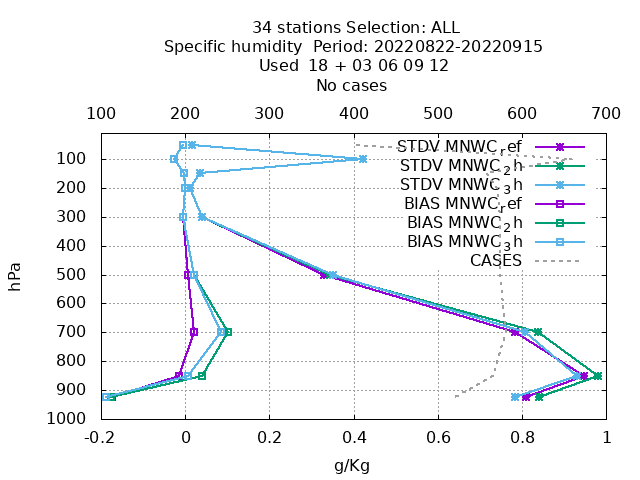 34 stations Selection: ALL
Specific humidity  Period: 20220822-20220915
Used  18 + 03 06 09 12
No cases
100 200 300 400 500 600 700
STDV MNWC_ref
100
STDV MNWC_2h
STDV MNWC_3h
200
BIAS MNWC_ref
300
BIAS MNWC_2h
BIAS MNWC_3h
400
CASES
hPa
500
600
700
800
900
1000
-0.2 0 0.2 0.4 0.6 0.8 1
g/Kg